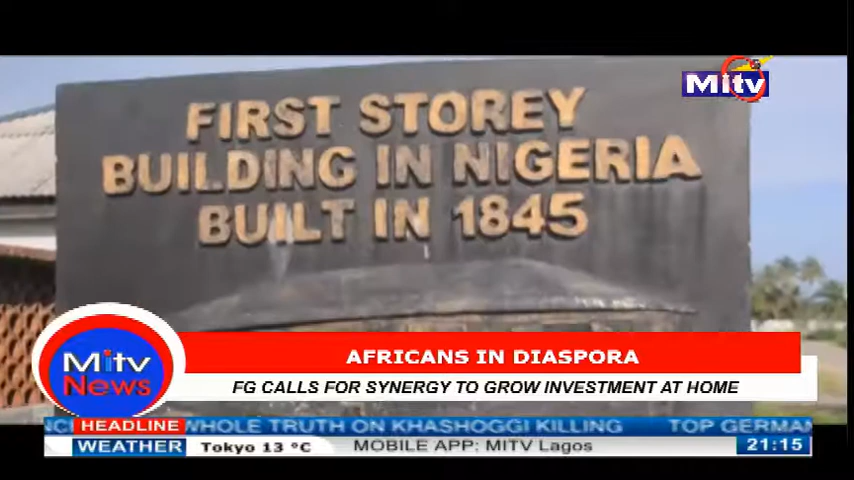 Mitv
FIRST STOREY
BUILDING IN NIGERIA
BUILT IN 1845
Mitv
NEWS
AFRICANS IN DIASPORA
FG CALLS FOR SYNERGY TO GROW INVESTMENT AT HOME
HEADLINE WHOLE TRUTH ON KHASHOGGI KILLING TOP GERMAN
WEATHER Tokyo 13 °C MOBILE APP: MITV Lagos 21:15